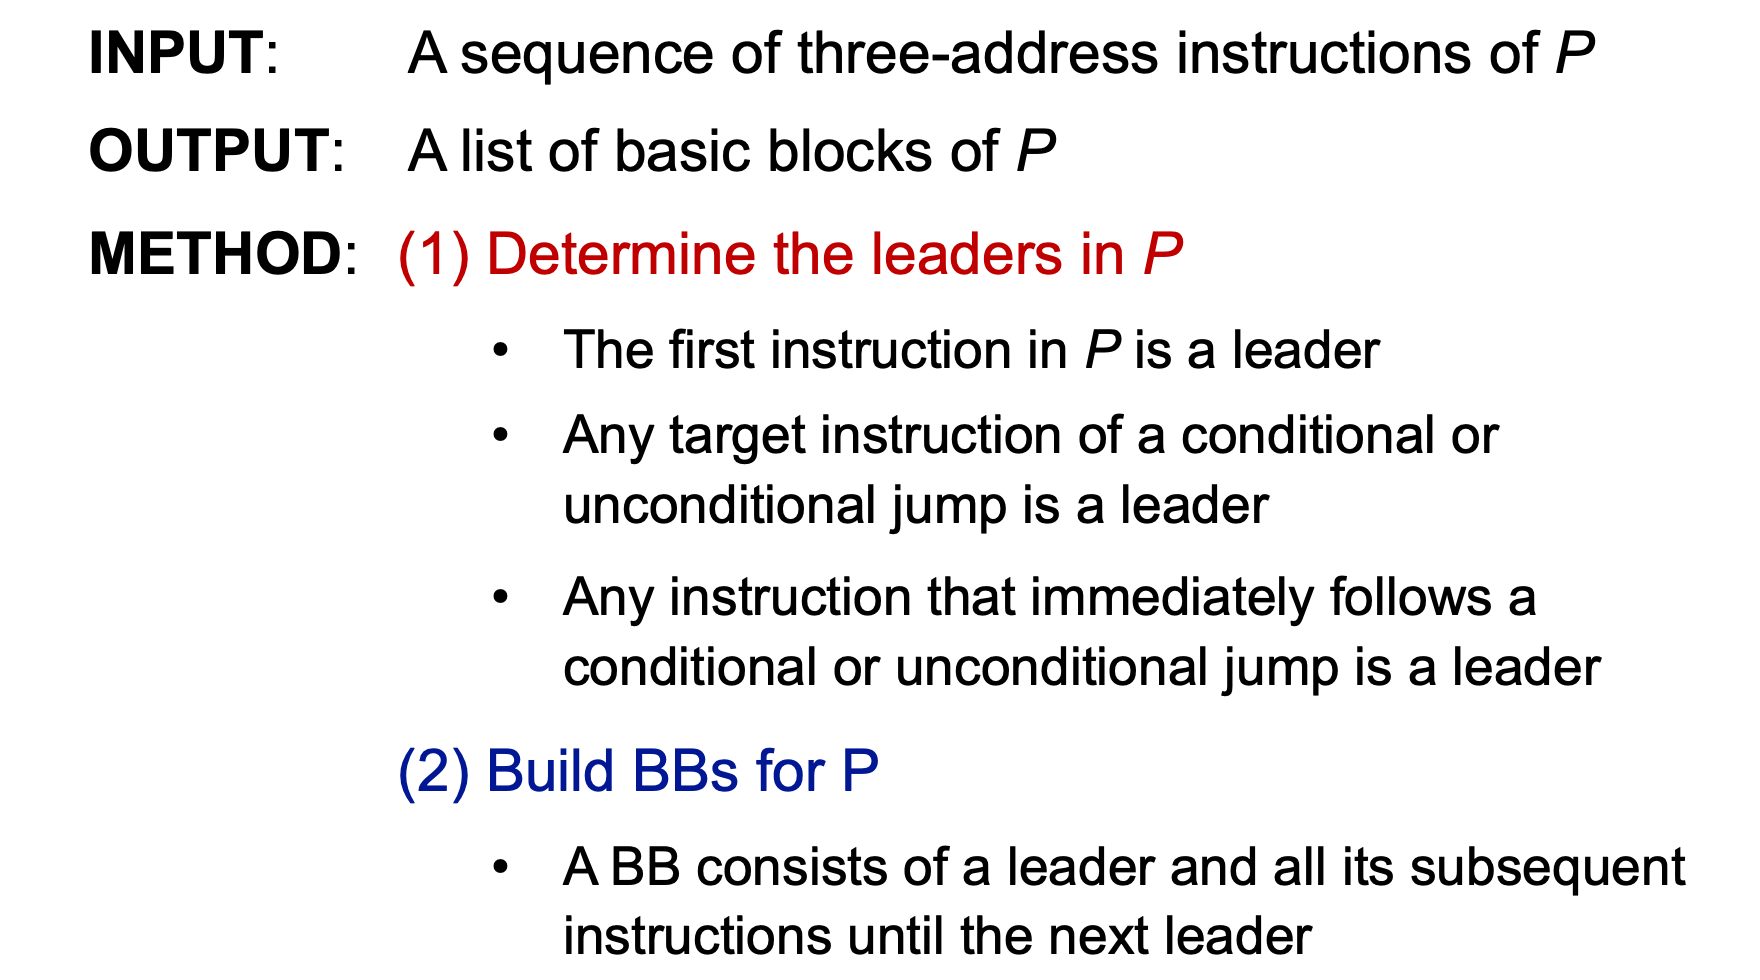 INPUT: A sequence of three-address instructions of P
OUTPUT: A list of basic blocks of P
METHOD: (1) Determine the leaders in P
• The first instruction in P is a leader
• Any target instruction of a conditional or
unconditional jump is a leader
• Any instruction that immediately follows a
conditional or unconditional jump is a leader
(2) Build BBs for P
• A BB consists of a leader and all its subsequent
instructions until the next leader